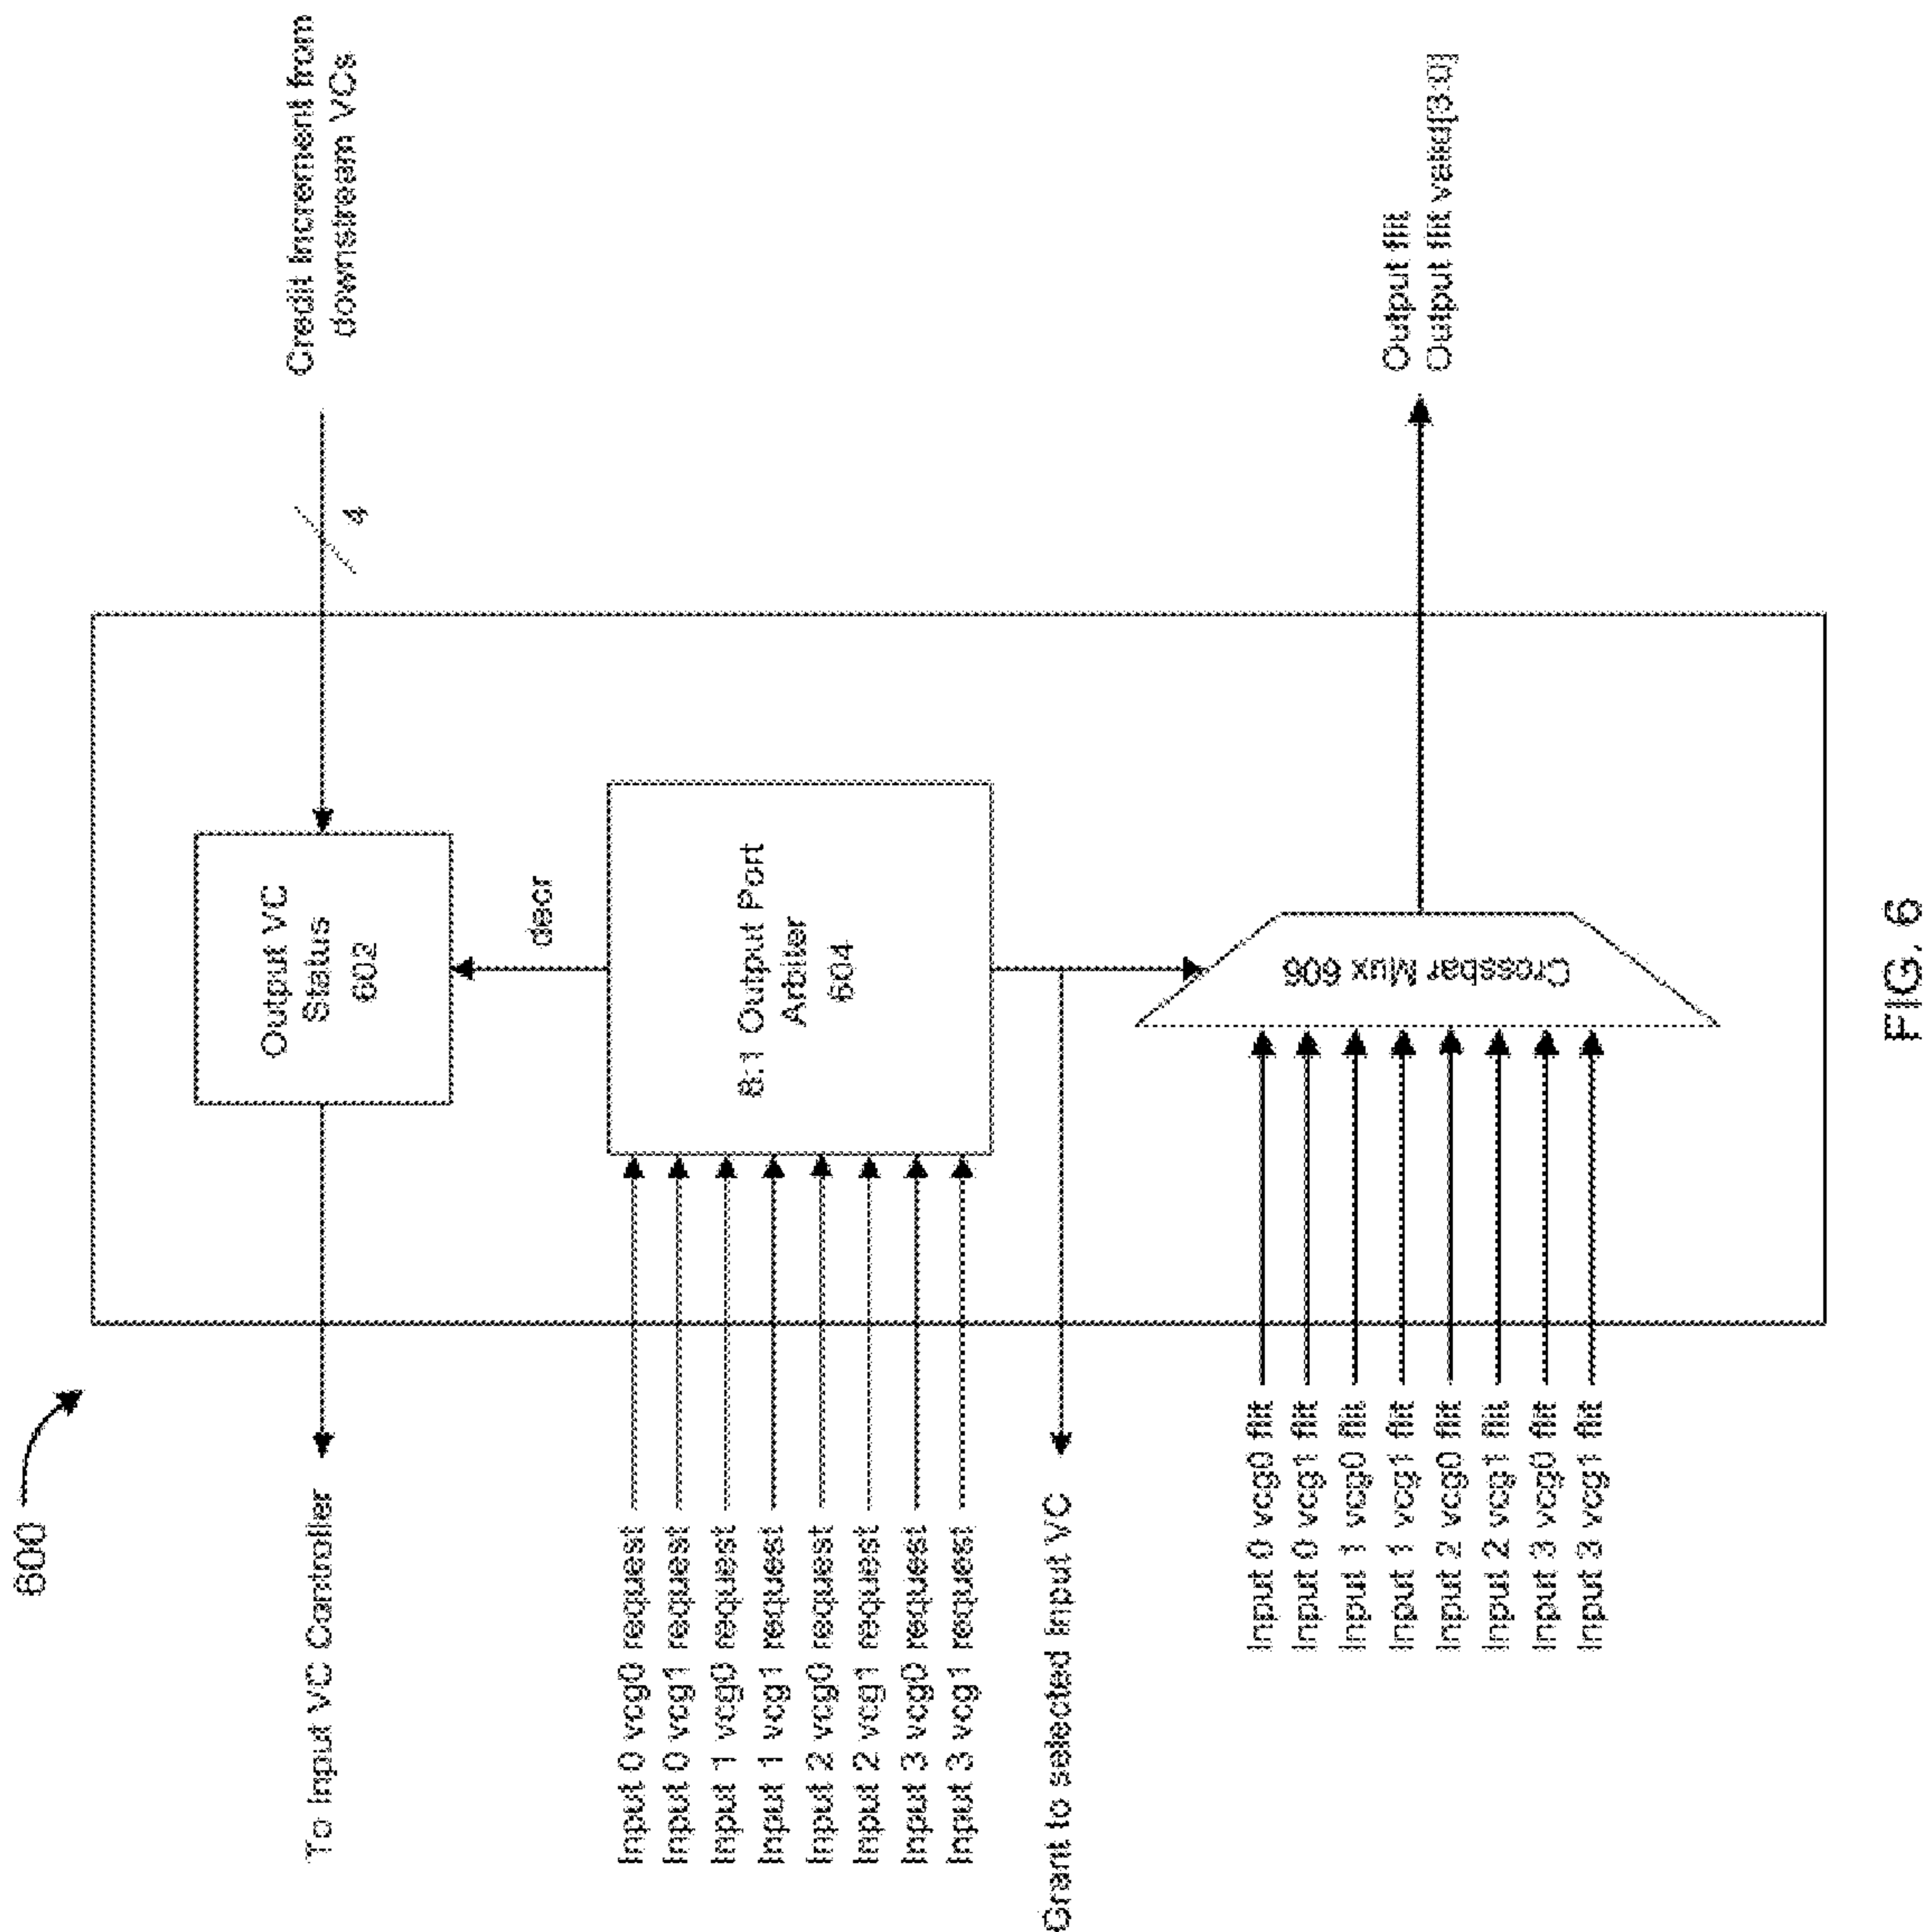 600
To Input VC Controller
Credit Increment from
downstream VCs
4
Output VC
Status
602
decr
8:1 Output Port
Arbiter
604
Input 0 vcg0 request
Input 0 vcg1 request
Input 1 vcg0 request
Input 1 vcg1 request
Input 2 vcg0 request
Input 2 vcg1 request
Input 3 vcg0 request
Input 3 vcg1 request
Grant to selected Input VC
Input 0 vcg0 flit
Input 0 vcg1 flit
Input 1 vcg0 flit
Input 1 vcg1 flit
Input 2 vcg0 flit
Input 2 vcg1 flit
Input 3 vcg0 flit
Input 3 vcg1 flit
Crossbar Mux 606
Output flit
Output flit valid[3:0]
FIG. 6